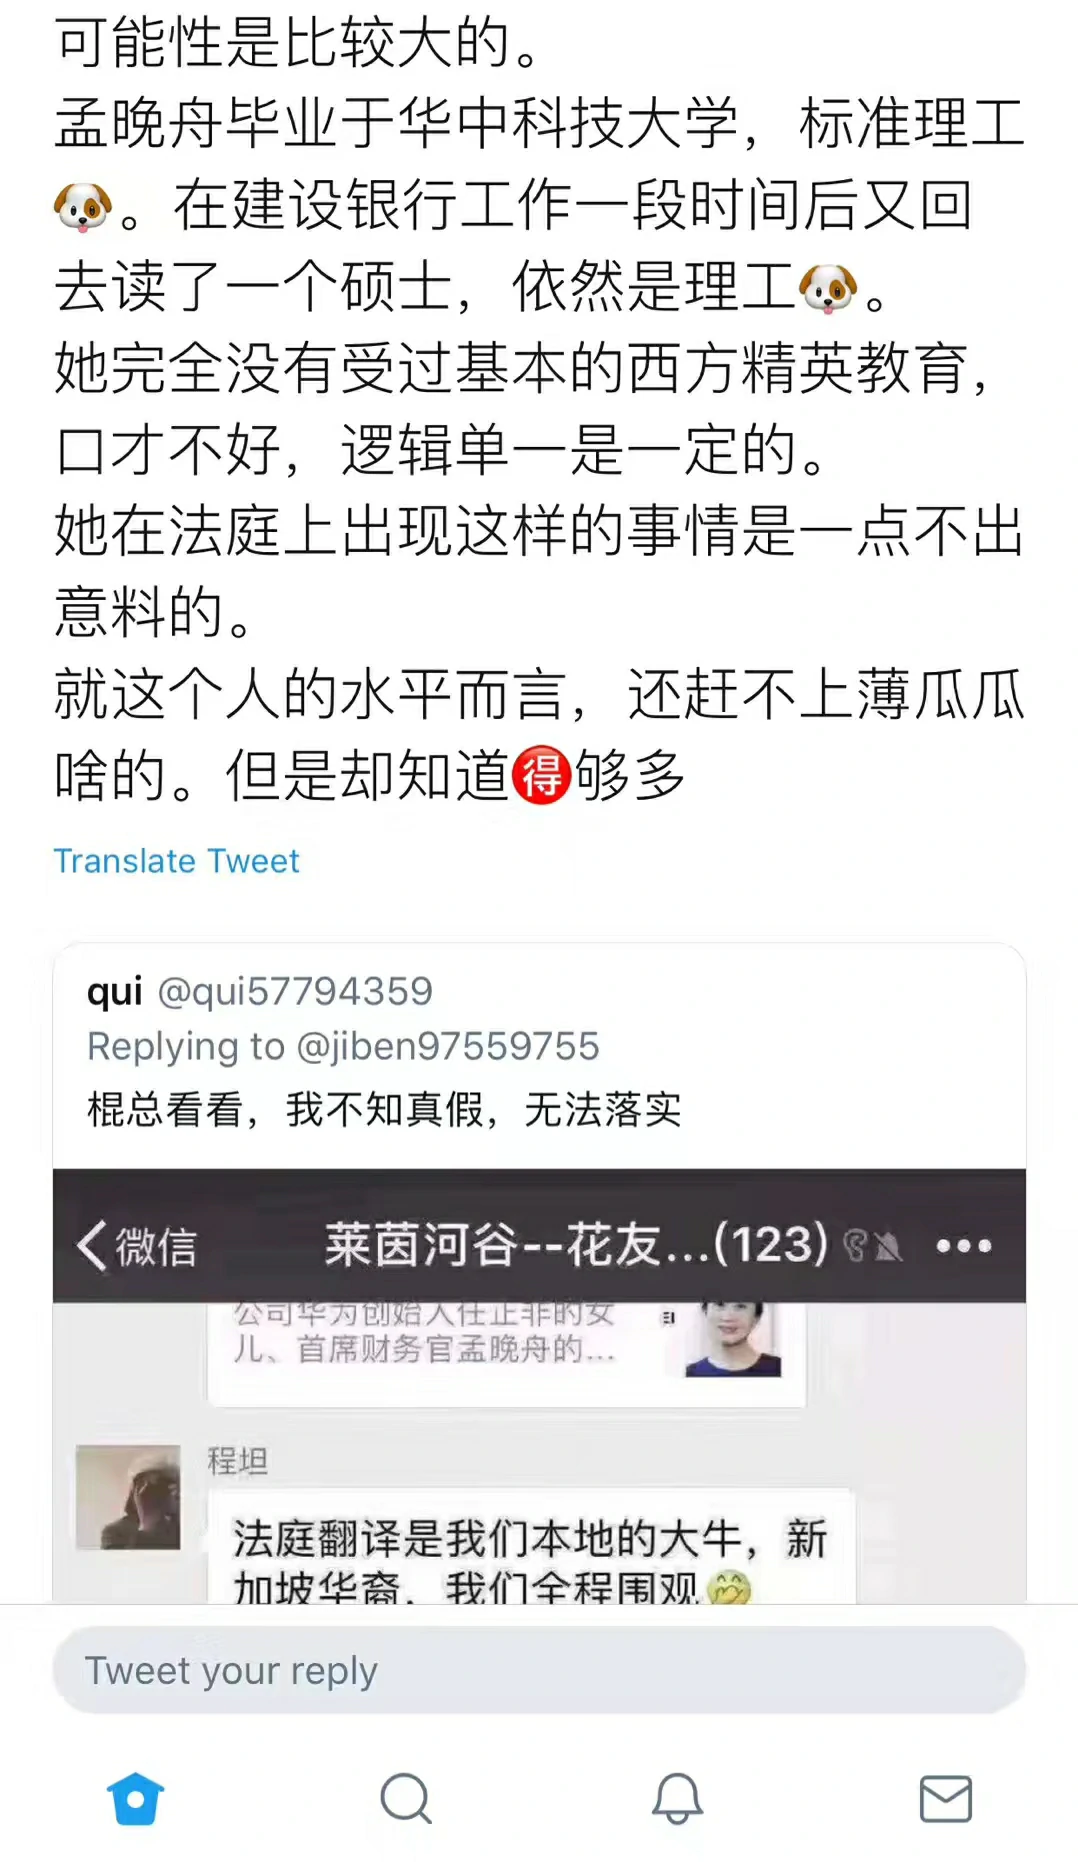 可能性是比较大的。
孟晚舟毕业于华中科技大学，标准理工
🐶。在建设银行工作一段时间后又回
去读了一个硕士，依然是理工🐶。
她完全没有受过基本的西方精英教育，
口才不好，逻辑单一是一定的。
她在法庭上出现这样的事情是一点不出
意料的。
就这个人的水平而言，还赶不上薄瓜瓜
啥的。但是却知道🉐够多
Translate Tweet
qui @qui57794359
Replying to @jiben97559755
棍总看看，我不知真假，无法落实
微信
莱茵河谷--花友...(123)
公司华为创始人任正非的女
儿、首席财务官孟晚舟的...
程坦
法庭翻译是我们本地的大牛，新
加坡华裔，我们全程围观
Tweet your reply